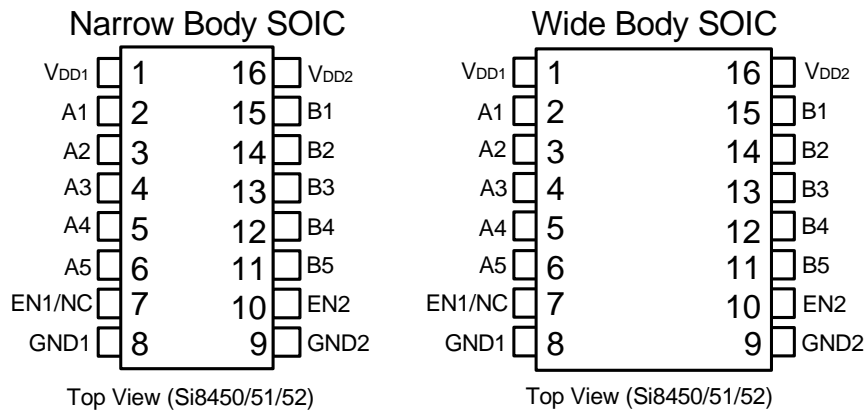 Narrow Body SOIC
VDD1 1 16 VDD2
A1 2 15 B1
A2 3 14 B2
A3 4 13 B3
A4 5 12 B4
A5 6 11 B5
EN1/NC 7 10 EN2
GND1 8 9 GND2
Top View (Si8450/51/52)
Wide Body SOIC
VDD1 1 16 VDD2
A1 2 15 B1
A2 3 14 B2
A3 4 13 B3
A4 5 12 B4
A5 6 11 B5
EN1/NC 7 10 EN2
GND1 8 9 GND2
Top View (Si8450/51/52)